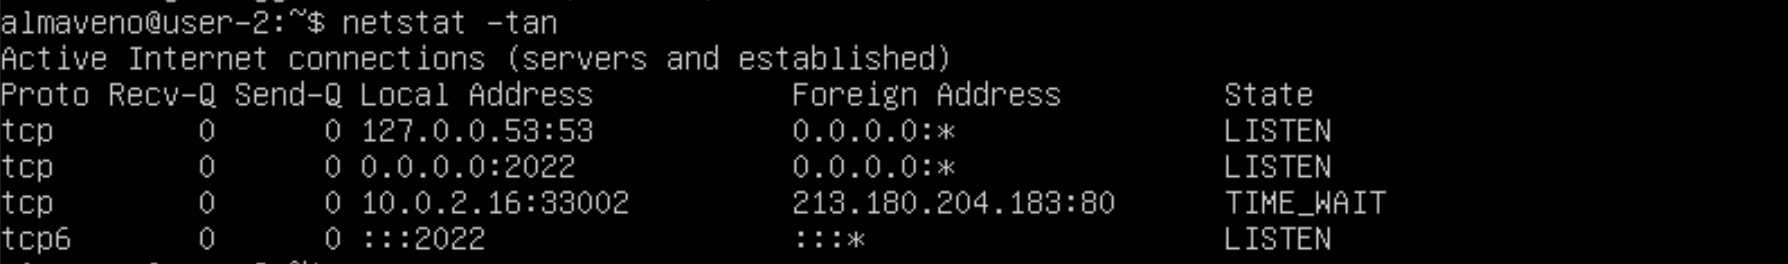 almaveno@user-2:~$ netstat -tan
Active Internet connections (servers and established)
Proto Recv-Q Send-Q Local Address           Foreign Address         State
tcp        0      0 127.0.0.53:53           0.0.0.0:*               LISTEN
tcp        0      0 0.0.0.0:2022            0.0.0.0:*               LISTEN
tcp        0      0 10.0.2.16:33002         213.180.204.183:80      TIME_WAIT
tcp6       0      0 :::2022                 :::*                    LISTEN